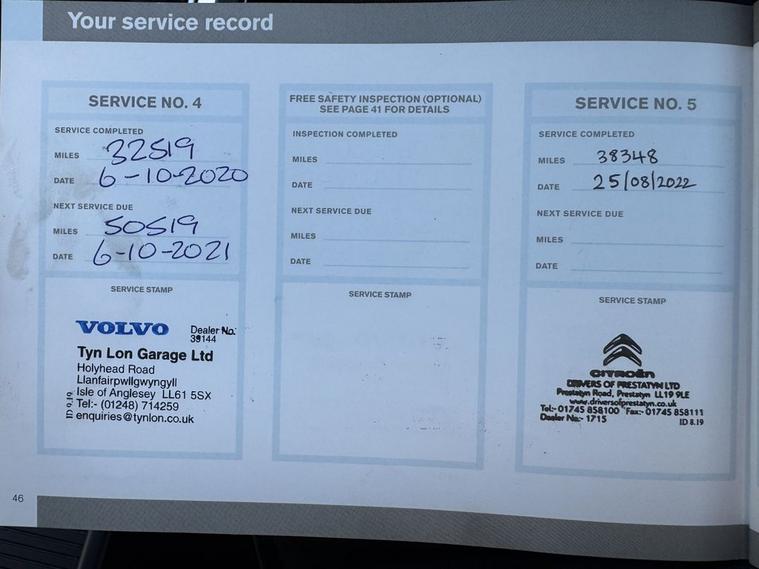 Your service record
SERVICE NO. 4
SERVICE COMPLETED
MILES 32519
DATE 6-10-2020
NEXT SERVICE DUE
MILES 50519
DATE 6-10-2021
SERVICE STAMP
VOLVO Dealer No:
39144
Tyn Lon Garage Ltd
Holyhead Road
Llanfairpwllgwyngyll
Isle of Anglesey LL61 5SX
Tel:- (01248) 714259
enquiries@tynlon.co.uk
FREE SAFETY INSPECTION (OPTIONAL)
SEE PAGE 41 FOR DETAILS
INSPECTION COMPLETED
MILES
DATE
NEXT SERVICE DUE
MILES
DATE
SERVICE STAMP
SERVICE NO. 5
SERVICE COMPLETED
MILES 38348
DATE 25/08/2022
NEXT SERVICE DUE
MILES
DATE
SERVICE STAMP
CITROËN
DRIVERS OF PRESTATYN LTD
Prestatyn Road, Prestatyn LL19 9LE
www.driversofprestatyn.co.uk
Tel:- 01745 858100 Fax:- 01745 858111
Dealer No:- 1715 ID 8.19
46